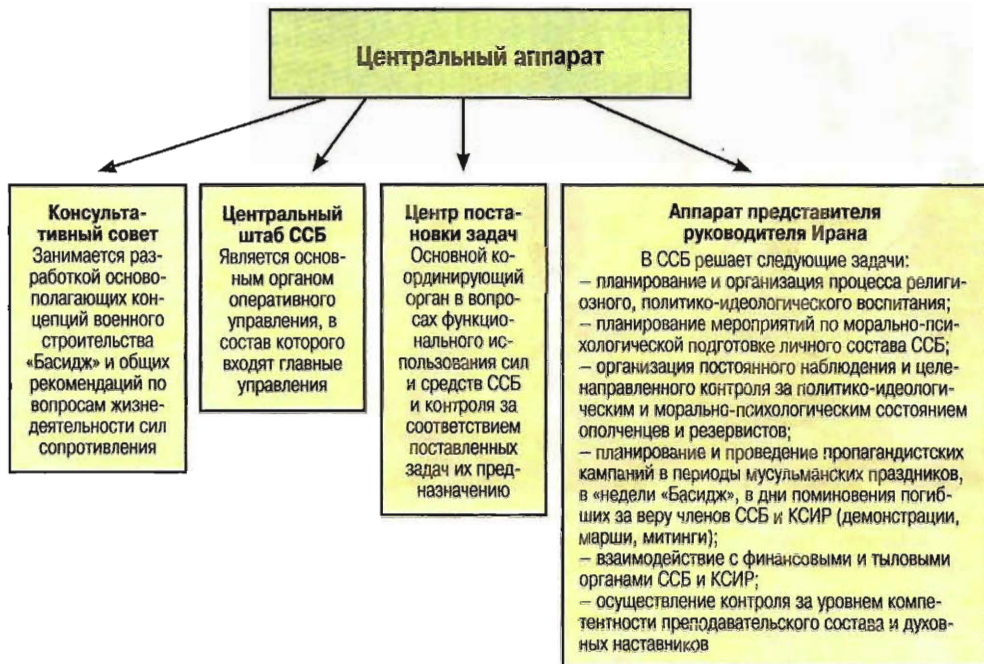 Центральный аппарат
Консульта-
тивный совет
Занимается раз-
работкой осново-
полагающих кон-
цепций военного
строительства
«Басидж» и общих
рекомендаций по
вопросам жизне-
деятельности сил
сопротивления
Центральный
штаб ССБ
Является основ-
ным органом
оперативного
управления, в
состав которого
входят главные
управления
Центр поста-
новки задач
Основной ко-
ординирующий
орган в вопро-
сах функцио-
нального ис-
пользования сил
и средств ССБ
и контроля за
соответствием
поставленных
задач их пред-
назначению
Аппарат представителя
руководителя Ирана
В ССБ решает следующие задачи:
– планирование и организация процесса религи-
озного, политико-идеологического воспитания;
– планирование мероприятий по морально-пси-
хологической подготовке личного состава ССБ;
– организация постоянного наблюдения и целе-
направленного контроля за политико-идеологи-
ческим и морально-психологическим состоянием
ополченцев и резервистов;
– планирование и проведение пропагандистских
кампаний в периоды мусульманских праздников,
в «недели «Басидж», в дни поминовения погиб-
ших за веру членов ССБ и КСИР (демонстрации,
марши, митинги);
– взаимодействие с финансовыми и тыловыми
органами ССБ и КСИР;
– осуществление контроля за уровнем компе-
тентности преподавательского состава и духов-
ных наставников